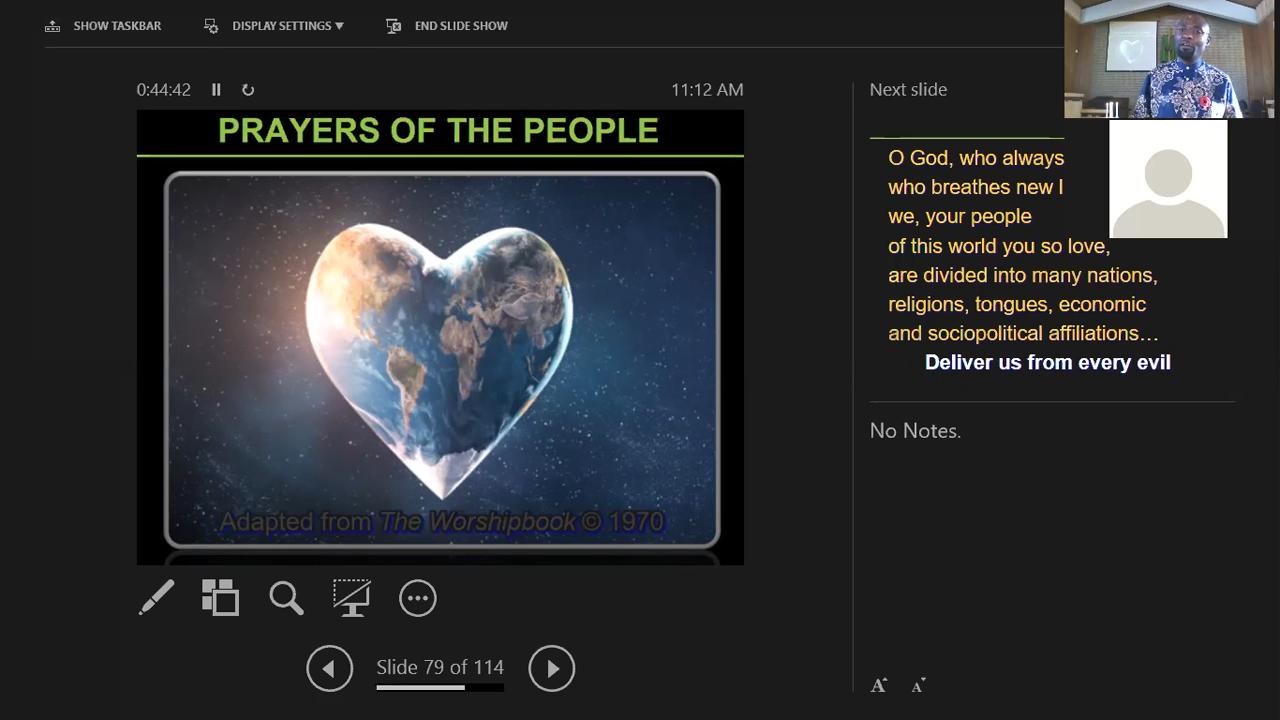 SHOW TASKBAR DISPLAY SETTINGS ▼ END SLIDE SHOW
0:44:42 11:12 AM
PRAYERS OF THE PEOPLE
Adapted from The Worshipbook © 1970
Slide 79 of 114
Next slide
O God, who always
who breathes new
we, your people
of this world you so love,
are divided into many nations,
religions, tongues, economic
and sociopolitical affiliations…
Deliver us from every evil
No Notes.
A A